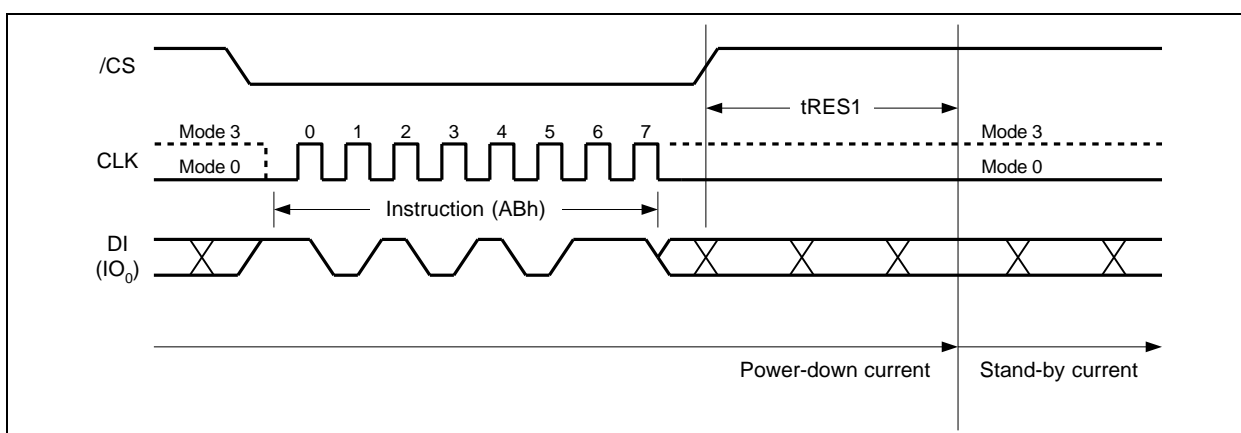 /CS
tRES1
Mode 3 0 1 2 3 4 5 6 7 Mode 3
CLK
Mode 0 Mode 0
Instruction (ABh)
DI
(IO0)
Power-down current Stand-by current